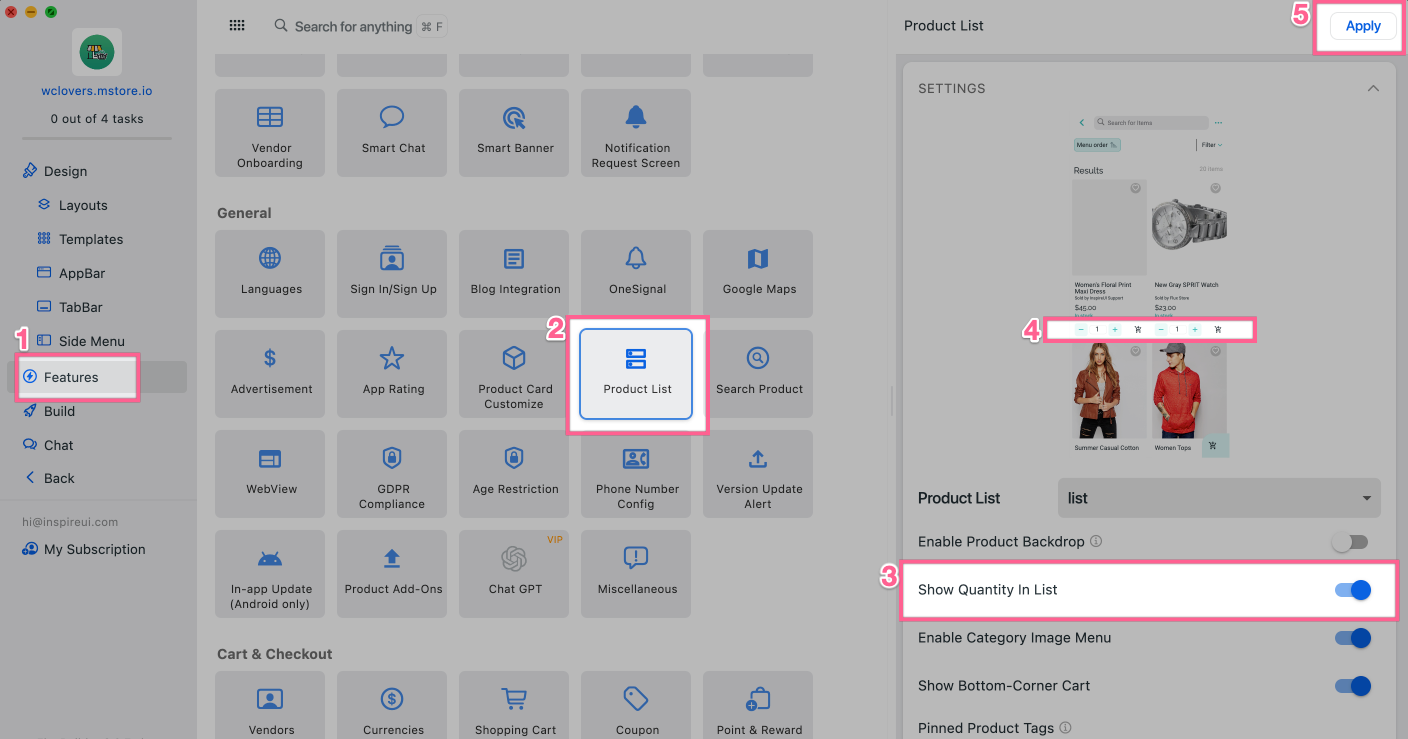 Search for anything ⌘ F
wclovers.mstore.io
0 out of 4 tasks
Design
Layouts
Templates
AppBar
TabBar
1
Side Menu
Features
Build
Chat
Back
hi@inspireui.com
My Subscription
Vendor
Onboarding
Smart Chat
Smart Banner
Notification
Request Screen
General
Languages
Sign In/Sign Up
Blog Integration
OneSignal
Google Maps
Advertisement
App Rating
Product Card
Customize
2
Product List
Search Product
WebView
GDPR
Compliance
Age Restriction
Phone Number
Config
Version Update
Alert
In-app Update
(Android only)
Product Add-Ons
VIP
Chat GPT
Miscellaneous
Cart & Checkout
Vendors
Currencies
Shopping Cart
Coupon
Point & Reward
Product List
5
Apply
SETTINGS
Search for Items
Menu order
Filter
Results
20 Items
Women's Floral Print
Maxi Dress
Sold by InspireUI Support
$45.00
New Gray SPRIT Watch
Sold by Flux Store
$23.00
4
− 1 +
− 1 +
Summer Casual Cotton
Women Tops
Product List
list
Enable Product Backdrop
3
Show Quantity In List
Enable Category Image Menu
Show Bottom-Corner Cart
Pinned Product Tags